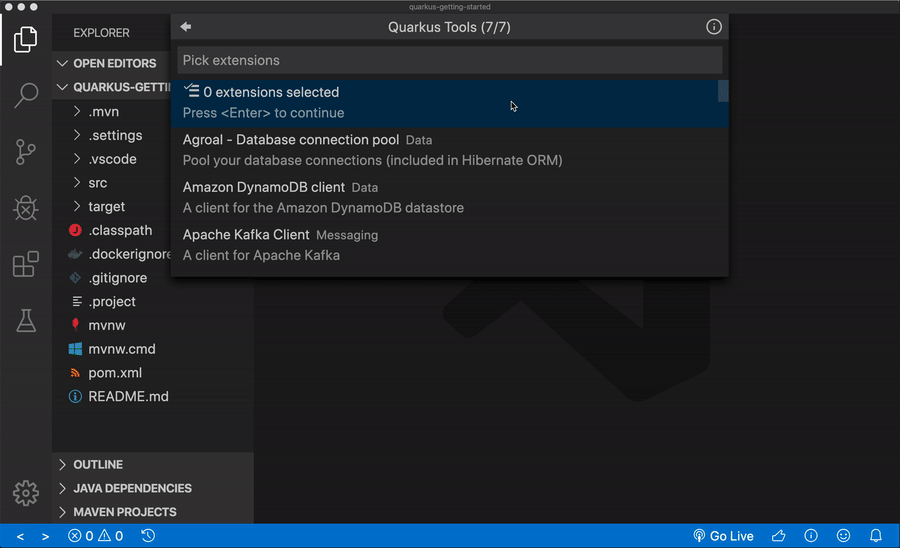 quarkus-getting-started
EXPLORER
Quarkus Tools (7/7)
Pick extensions
0 extensions selected
Press <Enter> to continue
Agroal - Database connection pool Data
Pool your database connections (included in Hibernate ORM)
Amazon DynamoDB client Data
A client for the Amazon DynamoDB datastore
Apache Kafka Client Messaging
A client for Apache Kafka
OPEN EDITORS
QUARKUS-GETTI
.mvn
.settings
.vscode
src
target
.classpath
.dockerignore
.gitignore
.project
mvnw
mvnw.cmd
pom.xml
README.md
OUTLINE
JAVA DEPENDENCIES
MAVEN PROJECTS
< > 0 0 Go Live